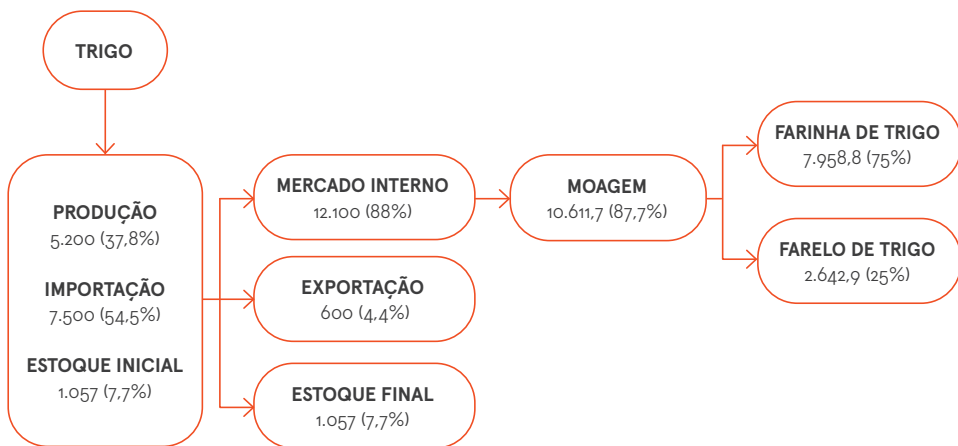 TRIGO
PRODUÇÃO
5.200 (37,8%)
IMPORTAÇÃO
7.500 (54,5%)
ESTOQUE INICIAL
1.057 (7,7%)
MERCADO INTERNO
12.100 (88%)
EXPORTAÇÃO
600 (4,4%)
ESTOQUE FINAL
1.057 (7,7%)
MOAGEM
10.611,7 (87,7%)
FARINHA DE TRIGO
7.958,8 (75%)
FARELO DE TRIGO
2.642,9 (25%)